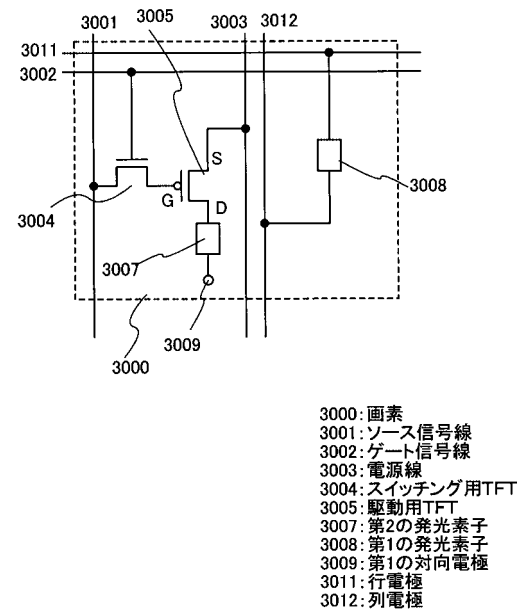 3005
3001
3003
3012
3011
3002
S
G
D
3004
3008
3007
3009
3000
3000:画素
3001:ソース信号線
3002:ゲート信号線
3003:電源線
3004:スイッチング用TFT
3005:駆動用TFT
3007:第2の発光素子
3008:第1の発光素子
3009:第1の対向電極
3011:行電極
3012:列電極